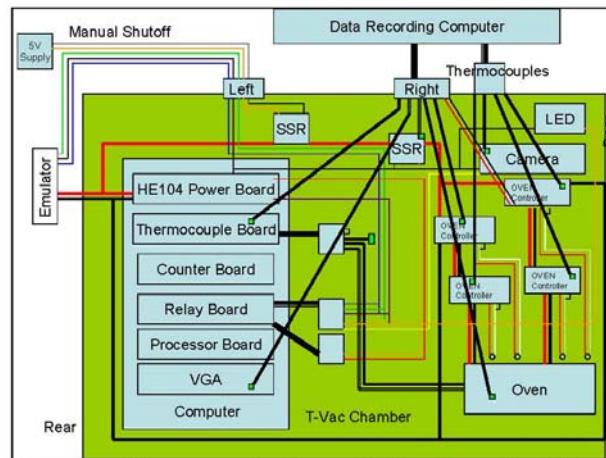 Data Recording Computer
Manual Shutoff
5V
Supply
Thermocouples
Left
Right
LED
SSR
SSR
Camera
Emulator
HE104 Power Board
OVEN
Controller
Thermocouple Board
OVEN
Controller
Counter Board
OVEN
Controller
OVEN
Controller
Relay Board
Processor Board
VGA
Oven
Computer
T-Vac Chamber
Rear